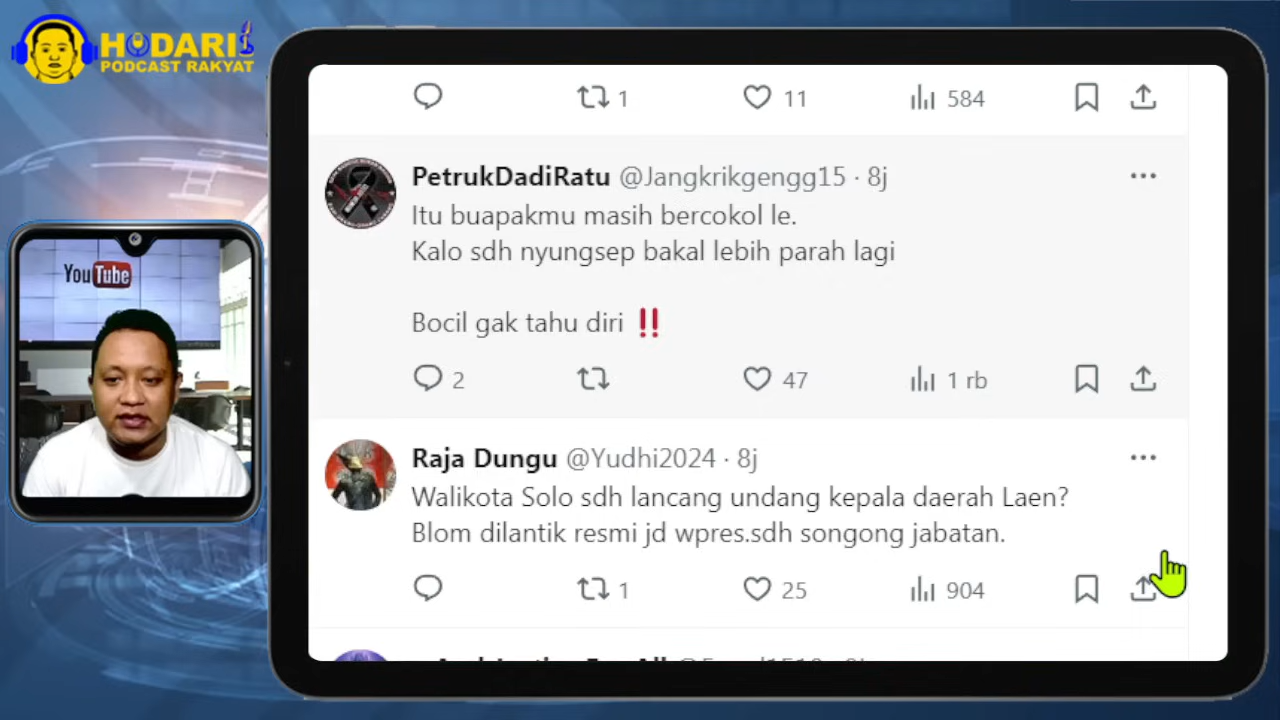 HODARI
PODCAST RAKYAT
YouTube
1 11 584
PetrukDadiRatu @Jangkrikgengg15 · 8j
Itu buapakmu masih bercokol le.
Kalo sdh nyungsep bakal lebih parah lagi
Bocil gak tahu diri ‼️
2 47 1 rb
Raja Dungu @Yudhi2024 · 8j
Walikota Solo sdh lancang undang kepala daerah Laen?
Blom dilantik resmi jd wpres.sdh songong jabatan.
1 25 904